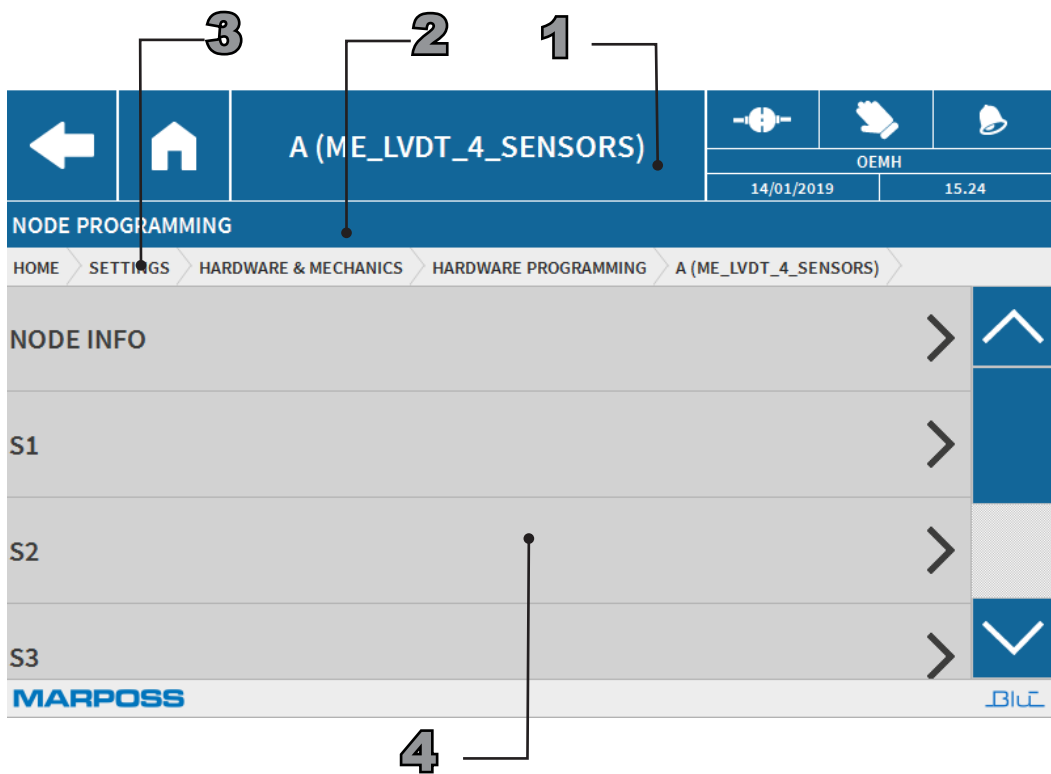 3 2 1
A (ME_LVDT_4_SENSORS)
OEMH
14/01/2019 15.24
NODE PROGRAMMING
HOME SETTINGS HARDWARE & MECHANICS HARDWARE PROGRAMMING A (ME_LVDT_4_SENSORS)
NODE INFO
S1
S2
S3
MARPOSS BLÚ
4